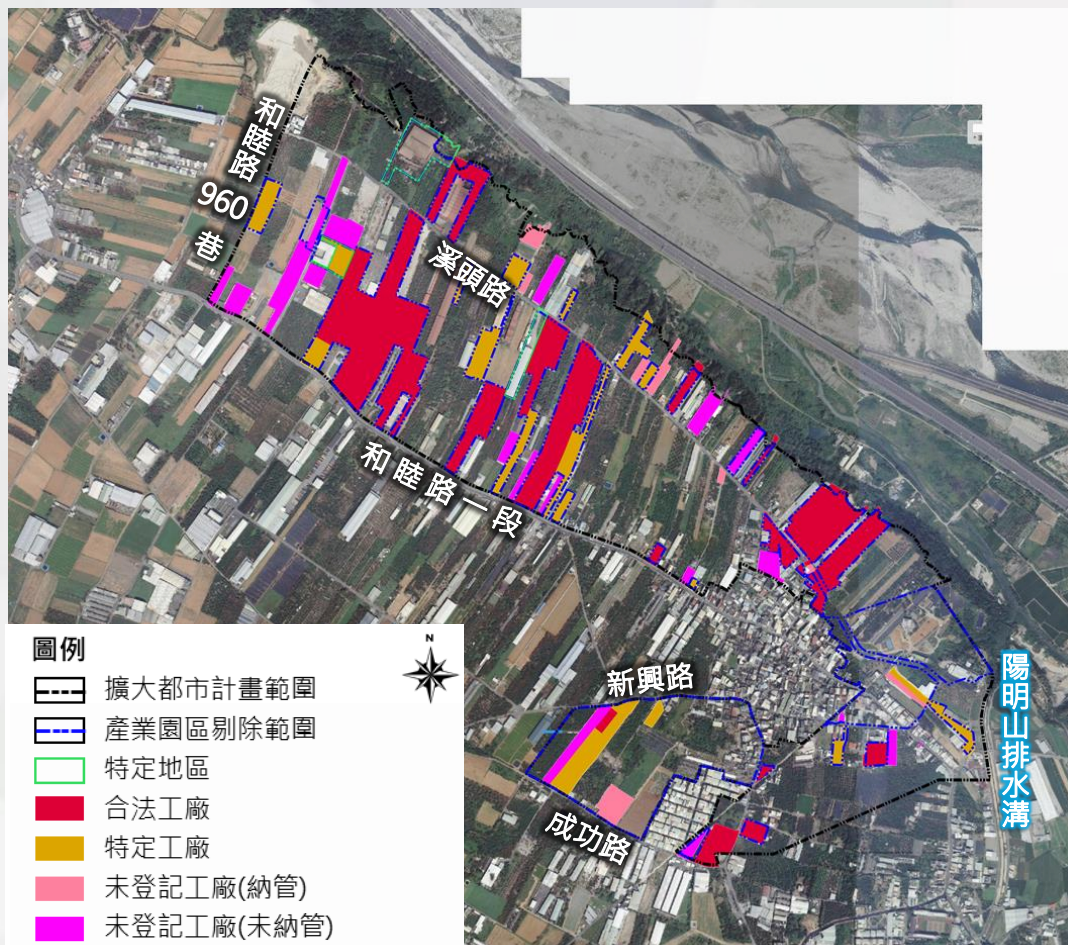 和睦路
960
巷
溪頭路
和睦路一段
新興路
成功路
陽明山排水溝
圖例
N
擴大都市計畫範圍
產業園區剔除範圍
特定地區
合法工廠
特定工廠
未登記工廠(納管)
未登記工廠(未納管)